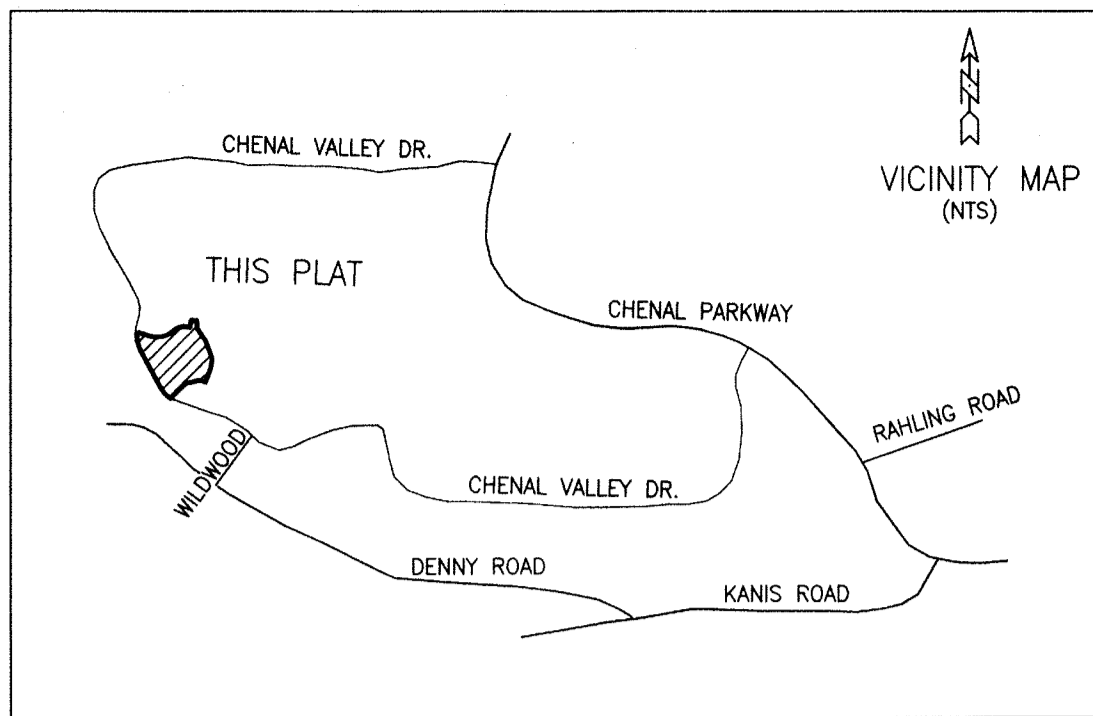 CHENAL VALLEY DR.
N
VICINITY MAP
(NTS)
THIS PLAT
CHENAL PARKWAY
RAHLING ROAD
WILDWOOD
CHENAL VALLEY DR.
DENNY ROAD
KANIS ROAD